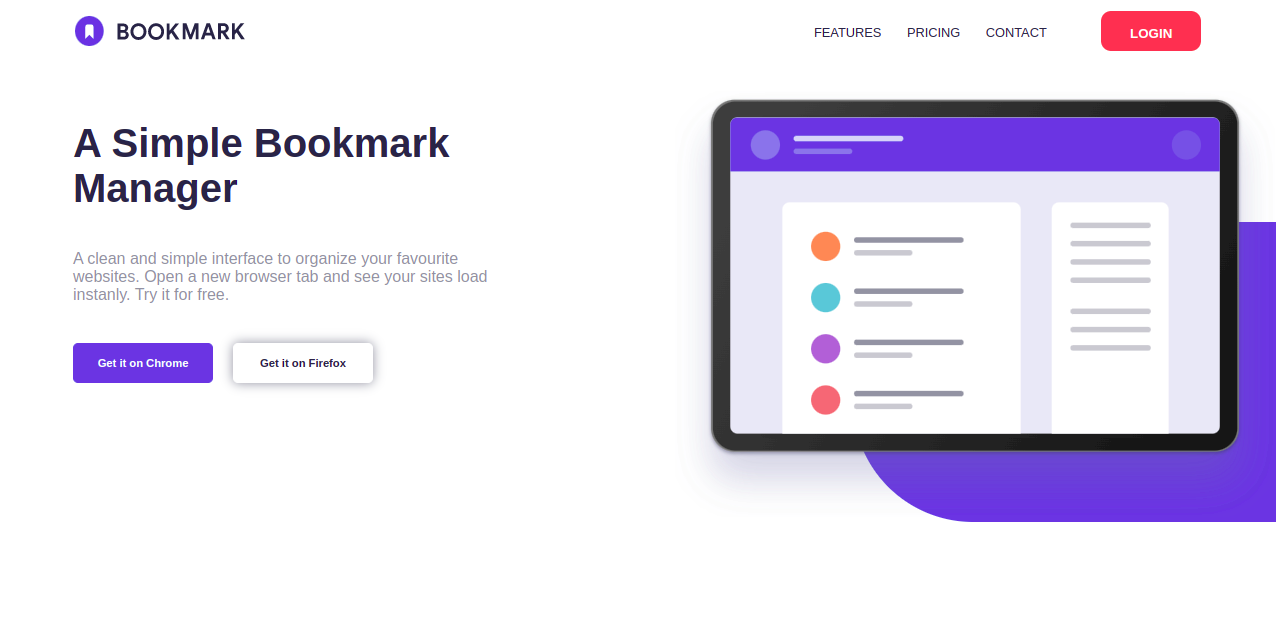 BOOKMARK
FEATURES PRICING CONTACT LOGIN
A Simple Bookmark
Manager
A clean and simple interface to organize your favourite
websites. Open a new browser tab and see your sites load
instanly. Try it for free.
Get it on Chrome Get it on Firefox